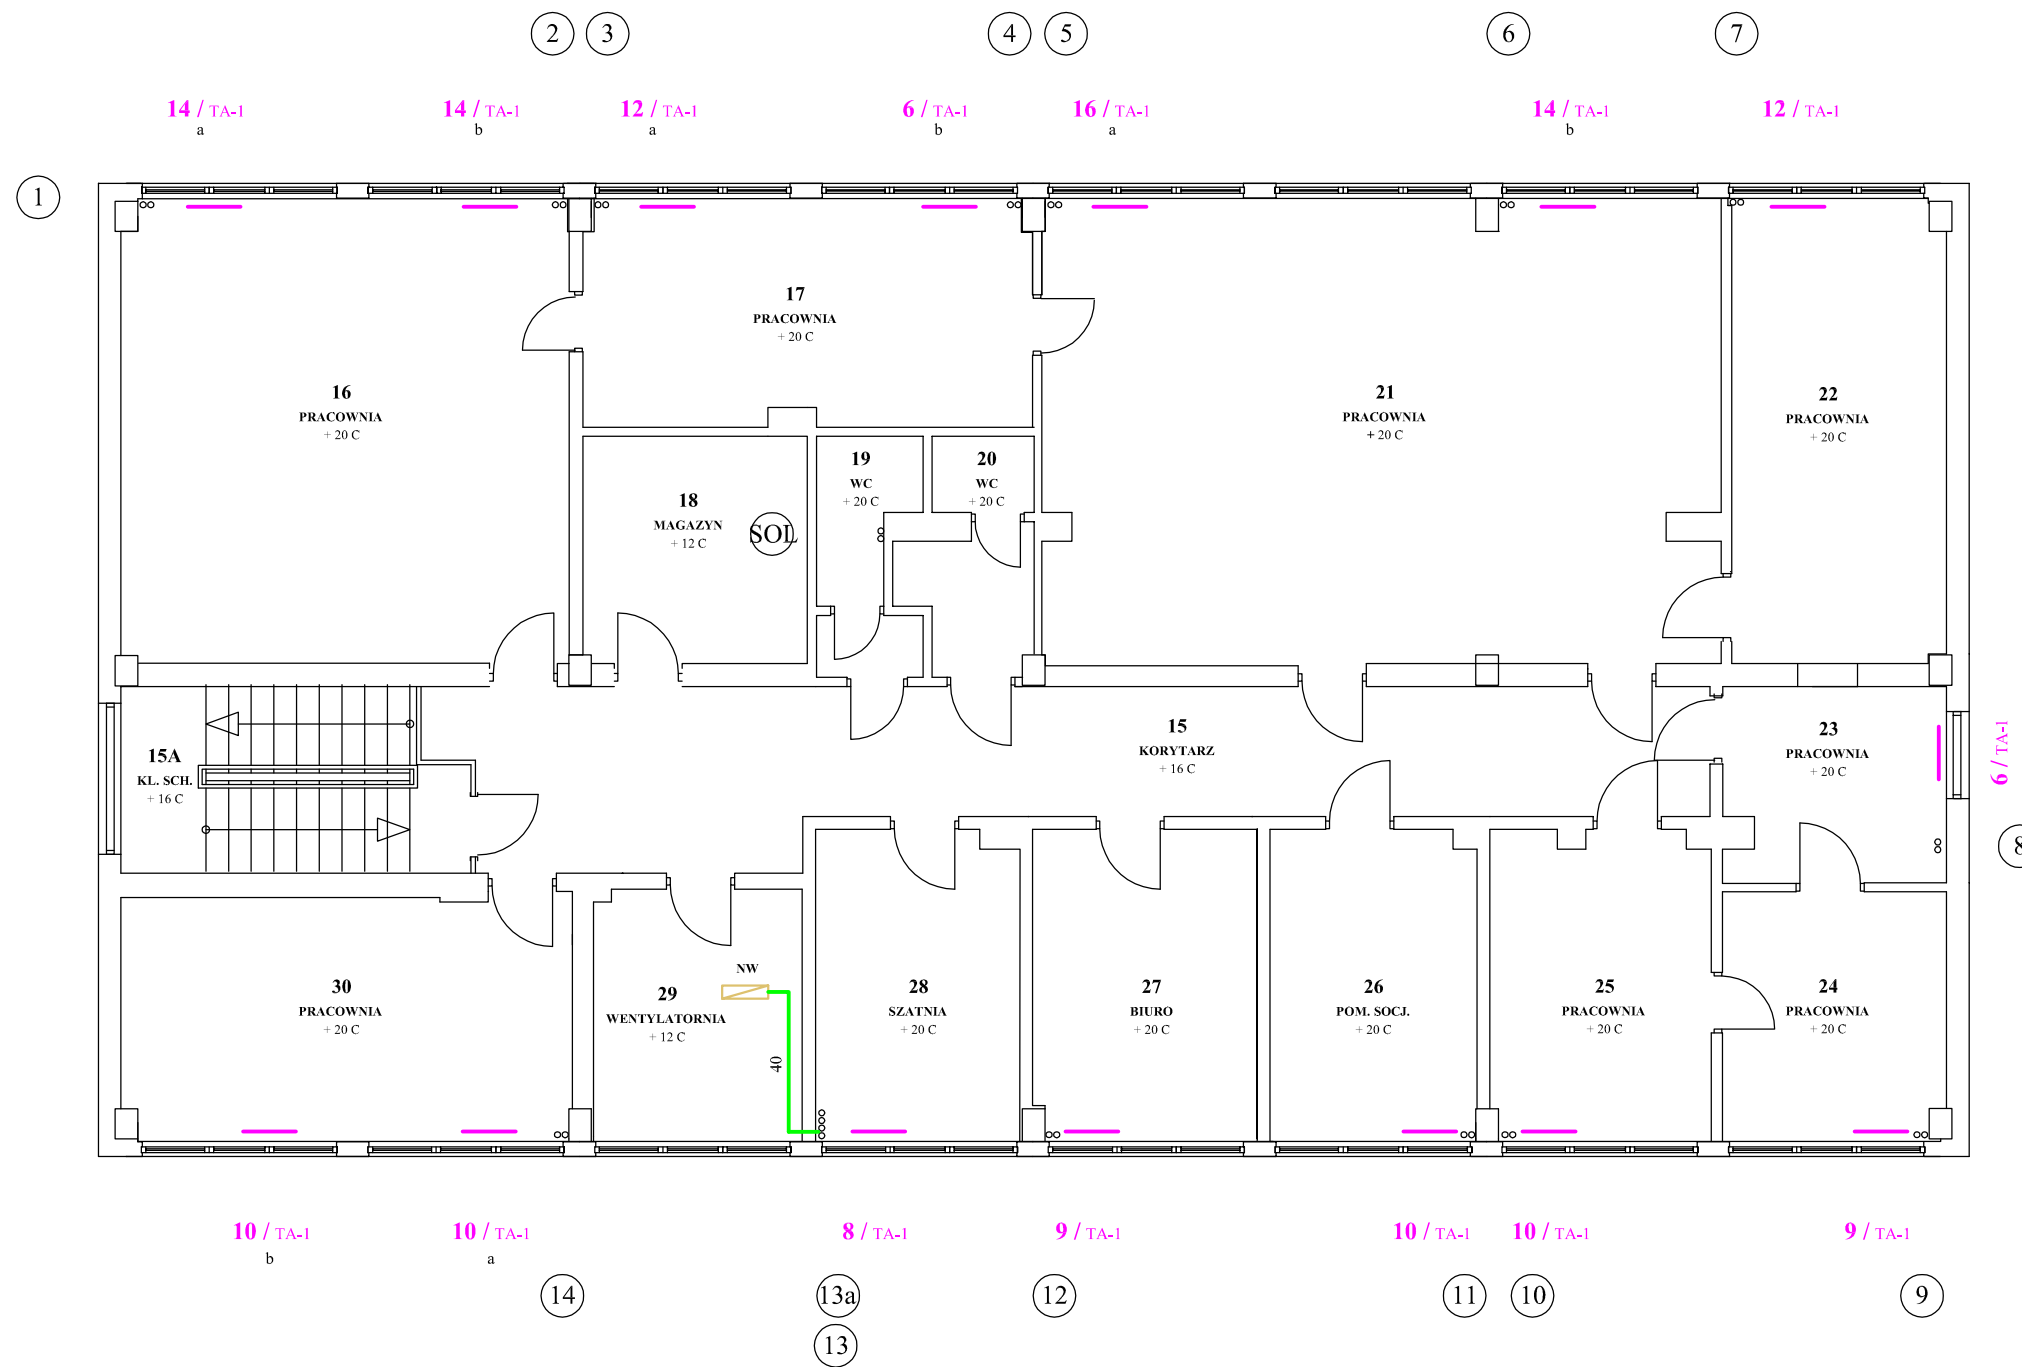 2 3 4 5 6 7
14 / TA-1 14 / TA-1 12 / TA-1 6 / TA-1 16 / TA-1 14 / TA-1 12 / TA-1
a b a b a b
1
17
PRACOWNIA
+ 20 C
16
PRACOWNIA
+ 20 C
21
PRACOWNIA
+ 20 C
22
PRACOWNIA
+ 20 C
18
MAGAZYN
+ 12 C
SOL
19
WC
+ 20 C
20
WC
+ 20 C
15A
KL. SCH.
+ 16 C
15
KORYTARZ
+ 16 C
23
PRACOWNIA
+ 20 C
6 / TA-1
8
30
PRACOWNIA
+ 20 C
29
WENTYLATORNIA
+ 12 C
NW
40
28
SZATNIA
+ 20 C
27
BIURO
+ 20 C
26
POM. SOCJ.
+ 20 C
25
PRACOWNIA
+ 20 C
24
PRACOWNIA
+ 20 C
10 / TA-1 10 / TA-1 8 / TA-1 9 / TA-1 10 / TA-1 10 / TA-1 9 / TA-1
b a
14 13a 12 11 10 9
13